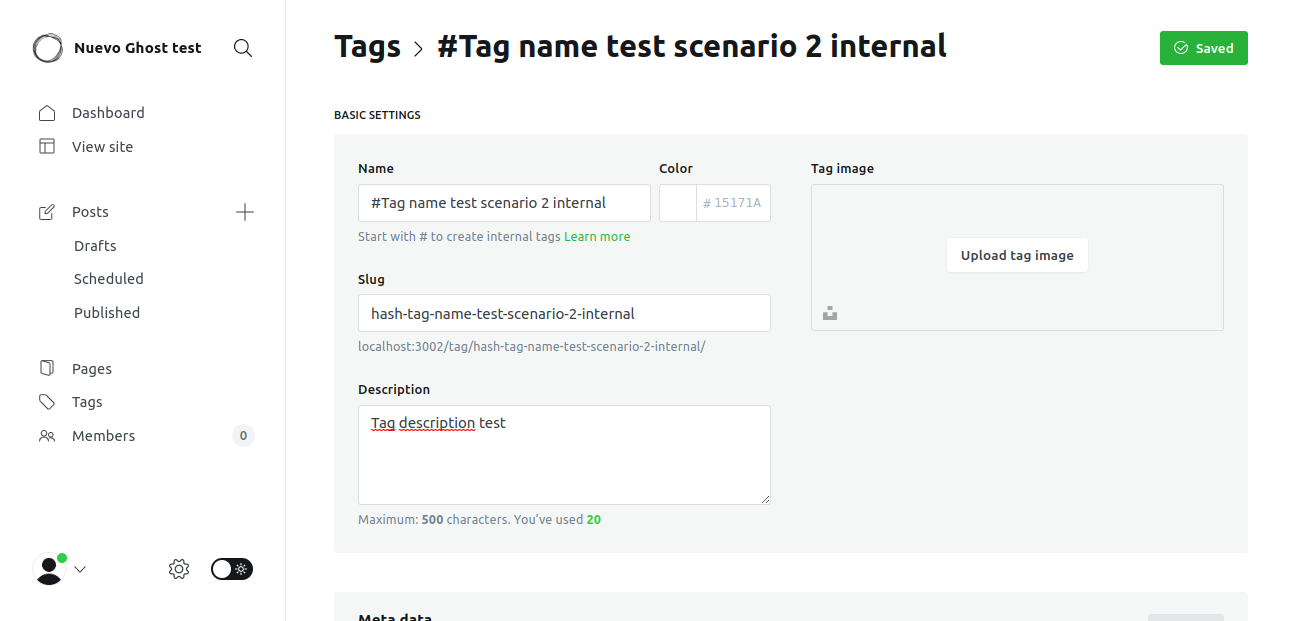 Nuevo Ghost test
Dashboard
View site
Posts
Drafts
Scheduled
Published
Pages
Tags
Members 0
Tags > #Tag name test scenario 2 internal
Saved
BASIC SETTINGS
Name
#Tag name test scenario 2 internal
Start with # to create internal tags Learn more
Color
# 15171A
Slug
hash-tag-name-test-scenario-2-internal
localhost:3002/tag/hash-tag-name-test-scenario-2-internal/
Description
Tag description test
Maximum: 500 characters. You've used 20
Tag image
Upload tag image
Meta data